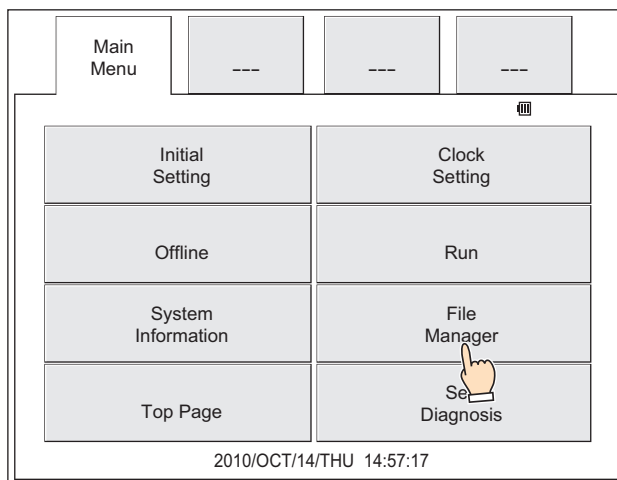 Main
Menu
---
---
---
Initial
Setting
Clock
Setting
Offline
Run
System
Information
File
Manager
Top Page
Se
Diagnosis
2010/OCT/14/THU 14:57:17